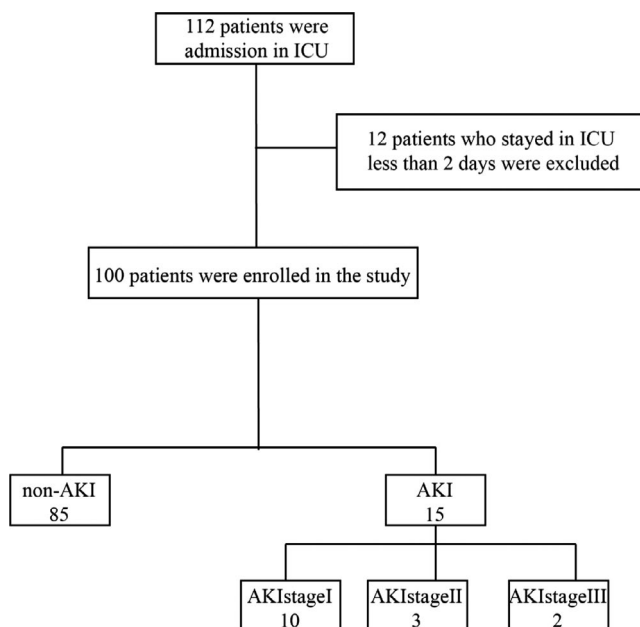 112 patients were
admission in ICU
12 patients who stayed in ICU
less than 2 days were excluded
100 patients were enrolled in the study
non-AKI
85
AKI
15
AKIstageI
10
AKIstageII
3
AKIstageIII
2